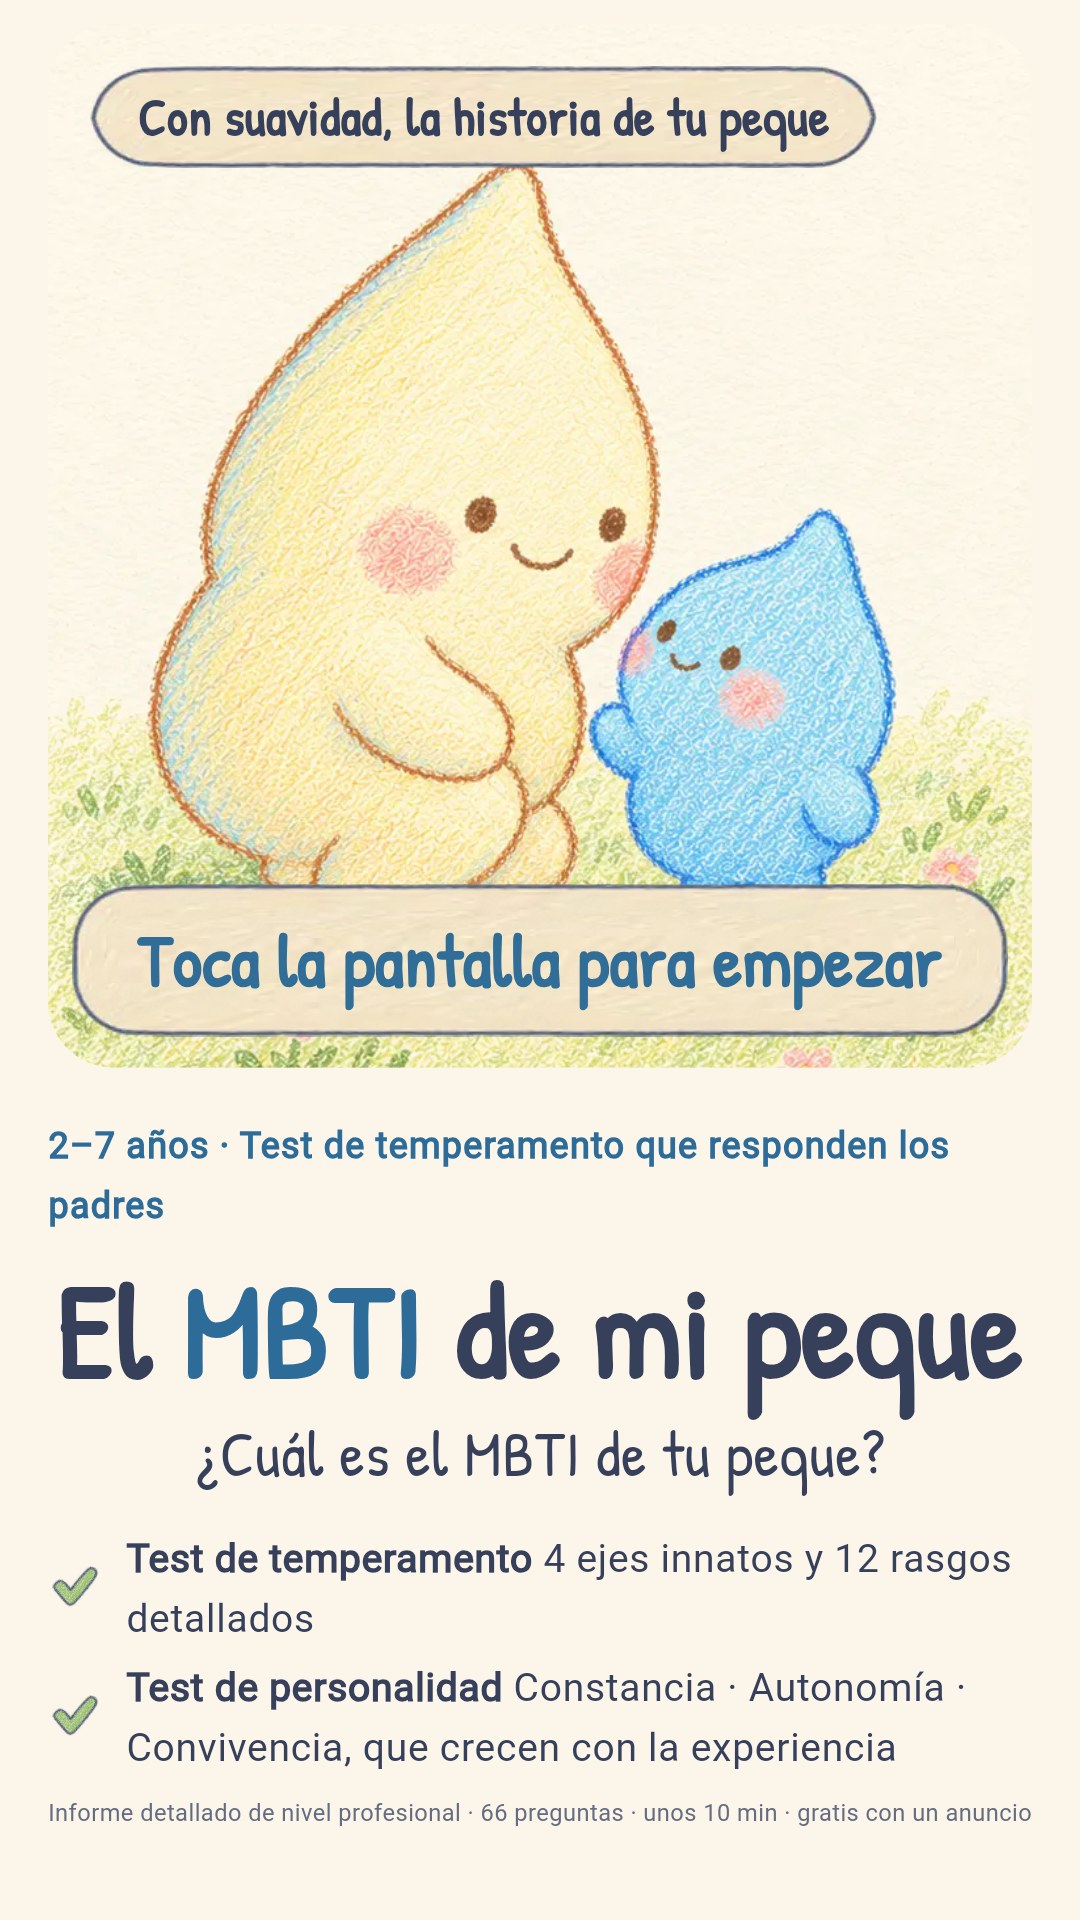 Con suavidad, la historia de tu peque
Toca la pantalla para empezar
2–7 años · Test de temperamento que responden los
padres
El MBTI de mi peque
¿Cuál es el MBTI de tu peque?
Test de temperamento 4 ejes innatos y 12 rasgos
detallados
Test de personalidad Constancia · Autonomía ·
Convivencia, que crecen con la experiencia
Informe detallado de nivel profesional · 66 preguntas · unos 10 min · gratis con un anuncio